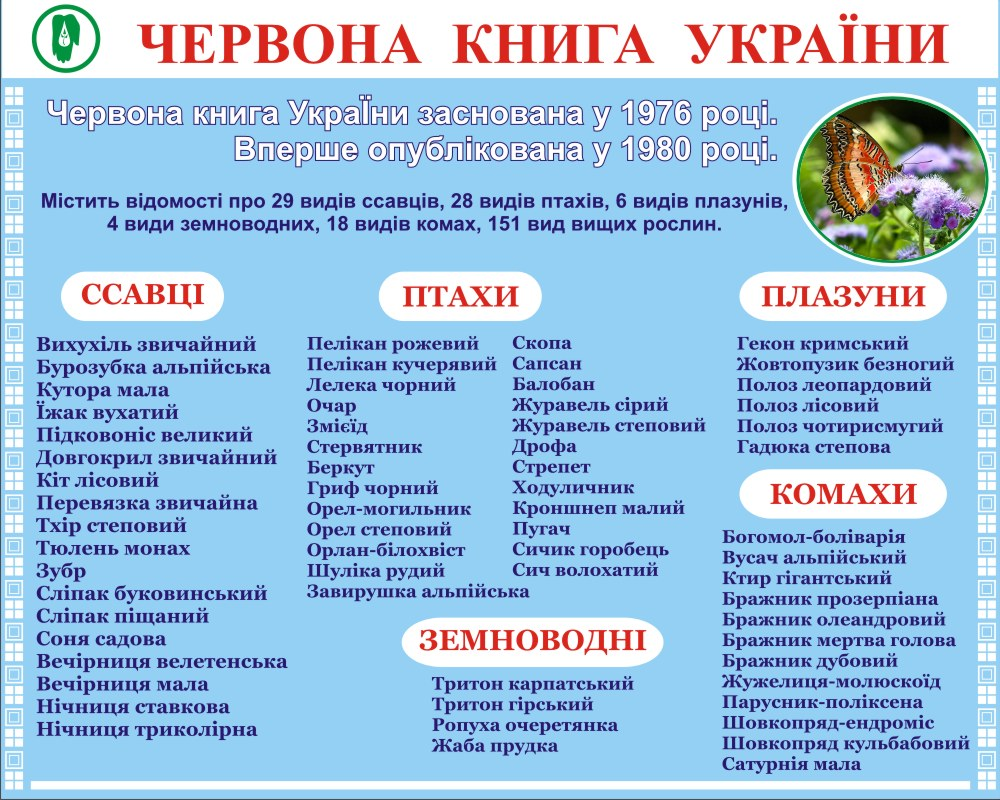 ЧЕРВОНА КНИГА УКРАЇНИ
Червона книга України заснована у 1976 році.
Вперше опублікована у 1980 році.
Містить відомості про 29 видів ссавців, 28 видів птахів, 6 видів плазунів,
4 види земноводних, 18 видів комах, 151 вид вищих рослин.
ССАВЦІ
Вихухіль звичайний
Бурозубка альпійська
Кутора мала
Їжак вухатий
Підковоніс великий
Довгокрил звичайний
Кіт лісовий
Перевязка звичайна
Тхір степовий
Тюлень монах
Зубр
Сліпак буковинський
Сліпак піщаний
Соня садова
Вечірниця велетенська
Вечірниця мала
Нічниця ставкова
Нічниця триколірна
ПТАХИ
Пелікан рожевий
Пелікан кучерявий
Лелека чорний
Очар
Змієїд
Стервятник
Беркут
Гриф чорний
Орел-могильник
Орел степовий
Орлан-білохвіст
Шуліка рудий
Завирушка альпійська
Скопа
Сапсан
Балобан
Журавель сірий
Журавель степовий
Дрофа
Стрепет
Ходуличник
Кроншнеп малий
Пугач
Сичик горобець
Сич волохатий
ЗЕМНОВОДНІ
Тритон карпатський
Тритон гірський
Ропуха очеретянка
Жаба прудка
ПЛАЗУНИ
Гекон кримський
Жовтопузик безногий
Полоз леопардовий
Полоз лісовий
Полоз чотирисмугий
Гадюка степова
КОМАХИ
Богомол-боліварія
Вусач альпійський
Ктир гігантський
Бражник прозерпіана
Бражник олеандровий
Бражник мертва голова
Бражник дубовий
Жужелиця-молюскоїд
Парусник-поліксена
Шовкопряд-ендроміс
Шовкопряд кульбабовий
Сатурнія мала